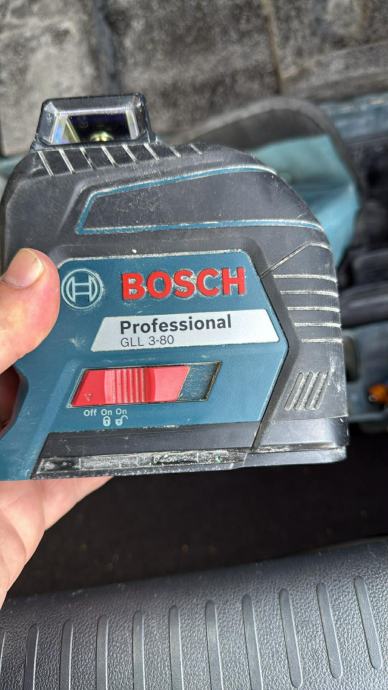 BOSCH
Professional
GLL 3-80
Off On On